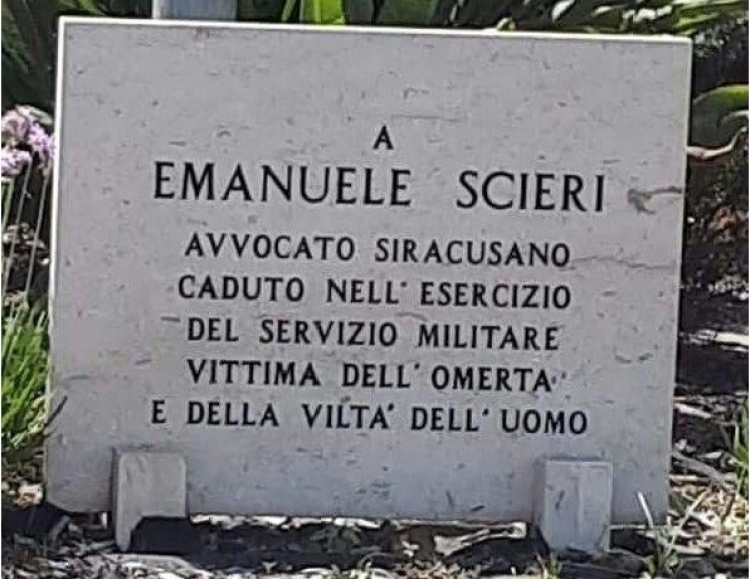 A
EMANUELE SCIERI
AVVOCATO SIRACUSANO
CADUTO NELL' ESERCIZIO
DEL SERVIZIO MILITARE
VITTIMA DELL' OMERTA'
E DELLA VILTA' DELL' UOMO